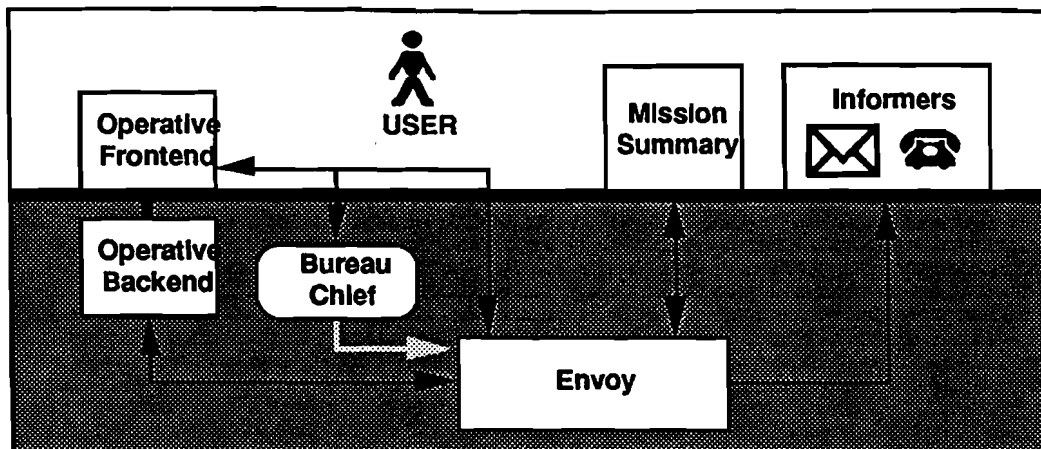 Operative
Frontend
USER
Mission
Summary
Informers
Operative
Backend
Bureau
Chief
Envoy